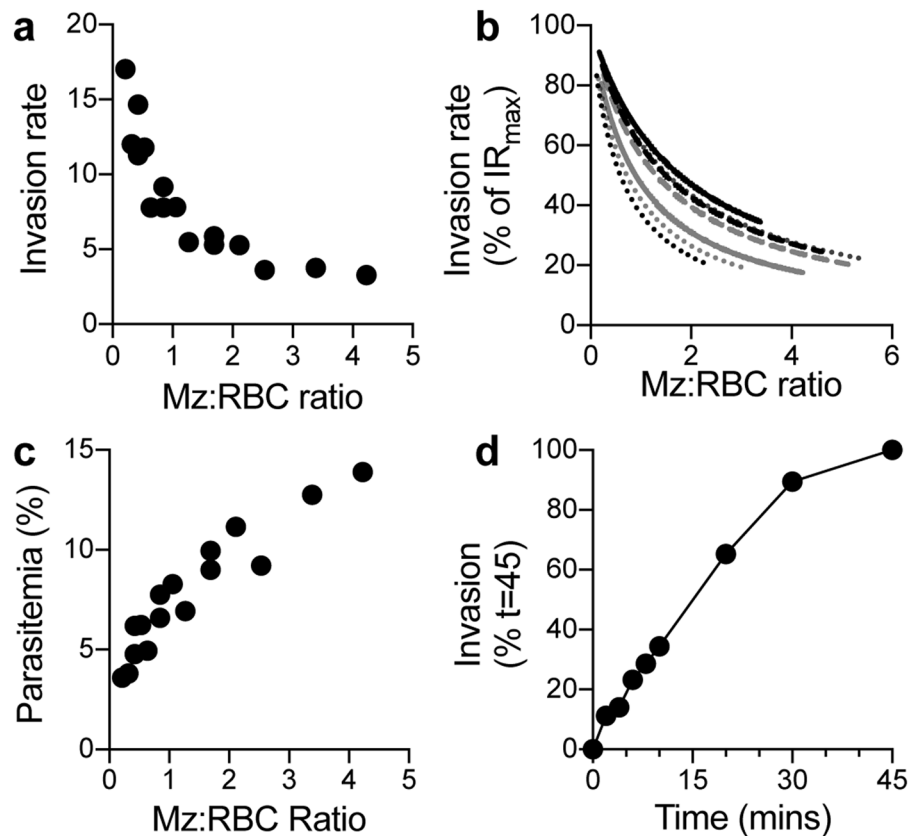 a
Invasion rate
20
15
10
5
0
0 1 2 3 4 5
Mz:RBC ratio
b
Invasion rate
(% of IRmax)
100
80
60
40
20
0
0 2 4 6
Mz:RBC ratio
c
Parasitemia (%)
15
10
5
0
0 1 2 3 4 5
Mz:RBC Ratio
d
Invasion
(% t=45)
100
80
60
40
20
0
0 15 30 45
Time (mins)